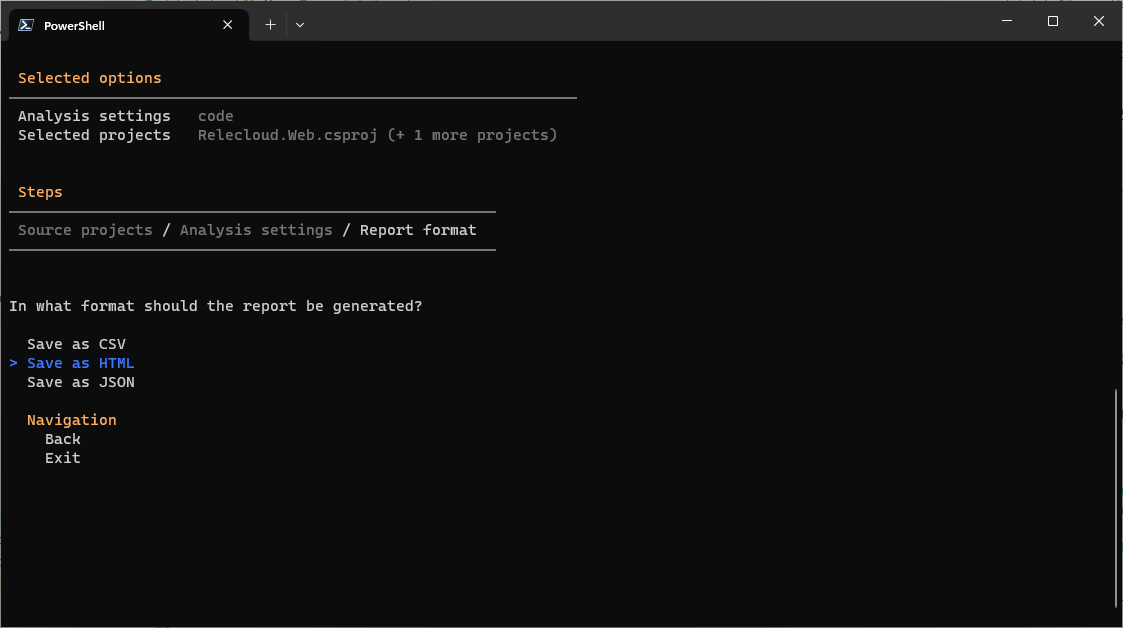 PowerShell
Selected options
Analysis settings code
Selected projects Relecloud.Web.csproj (+ 1 more projects)
Steps
Source projects / Analysis settings / Report format
In what format should the report be generated?
Save as CSV
> Save as HTML
Save as JSON
Navigation
Back
Exit